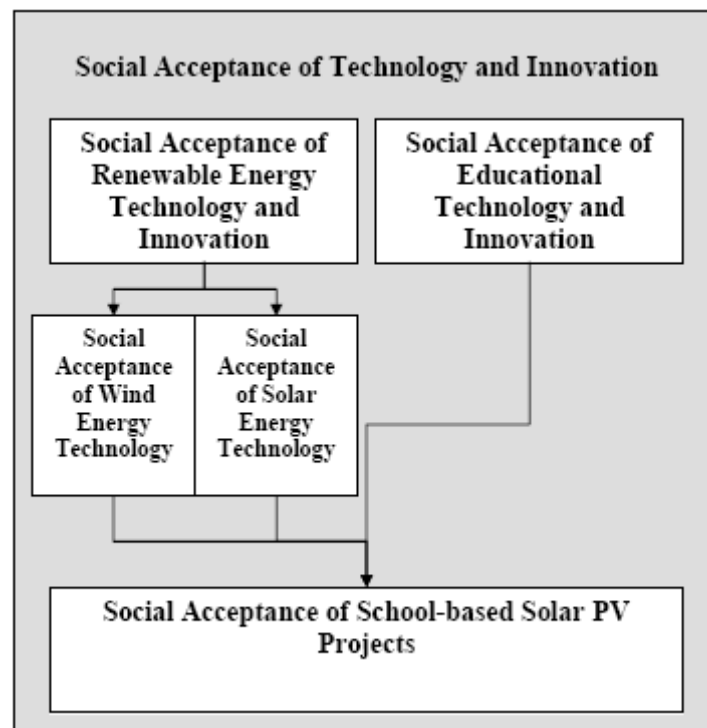 Social Acceptance of Technology and Innovation
Social Acceptance of
Renewable Energy
Technology and
Innovation
Social Acceptance of
Educational
Technology and
Innovation
Social
Acceptance
of Wind
Energy
Technology
Social
Acceptance
of Solar
Energy
Technology
Social Acceptance of School-based Solar PV
Projects